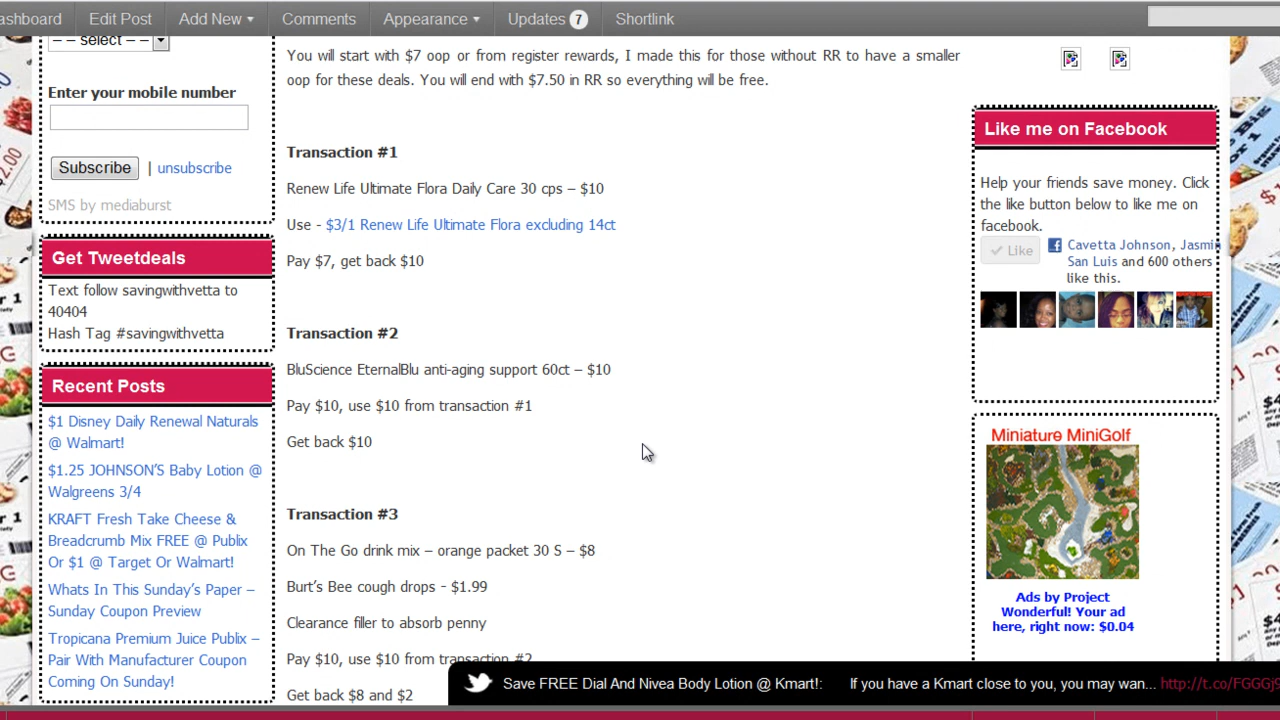 ashboard Edit Post Add New Comments Appearance Updates 7 Shortlink
– – select – –
Enter your mobile number
Subscribe | unsubscribe
SMS by mediaburst
Get Tweetdeals
Text follow savingwithvetta to
40404
Hash Tag #savingwithvetta
Recent Posts
$1 Disney Daily Renewal Naturals
@ Walmart!
$1.25 JOHNSON'S Baby Lotion @
Walgreens 3/4
KRAFT Fresh Take Cheese &
Breadcrumb Mix FREE @ Publix
Or $1 @ Target Or Walmart!
Whats In This Sunday's Paper –
Sunday Coupon Preview
Tropicana Premium Juice Publix –
Pair With Manufacturer Coupon
Coming On Sunday!
You will start with $7 oop or from register rewards, I made this for those without RR to have a smaller
oop for these deals. You will end with $7.50 in RR so everything will be free.
Transaction #1
Renew Life Ultimate Flora Daily Care 30 cps – $10
Use - $3/1 Renew Life Ultimate Flora excluding 14ct
Pay $7, get back $10
Transaction #2
BluScience EternalBlu anti-aging support 60ct – $10
Pay $10, use $10 from transaction #1
Get back $10
Transaction #3
On The Go drink mix – orange packet 30 S – $8
Burt's Bee cough drops - $1.99
Clearance filler to absorb penny
Pay $10, use $10 from transaction #2
Get back $8 and $2
Like me on Facebook
Help your friends save money. Click
the like button below to like me on
facebook.
Like
Cavetta Johnson, Jasmin
San Luis and 600 others
like this.
Miniature MiniGolf
Ads by Project
Wonderful! Your ad
here, right now: $0.04
Save FREE Dial And Nivea Body Lotion @ Kmart!: If you have a Kmart close to you, you may wan... http://t.co/FGGGj9